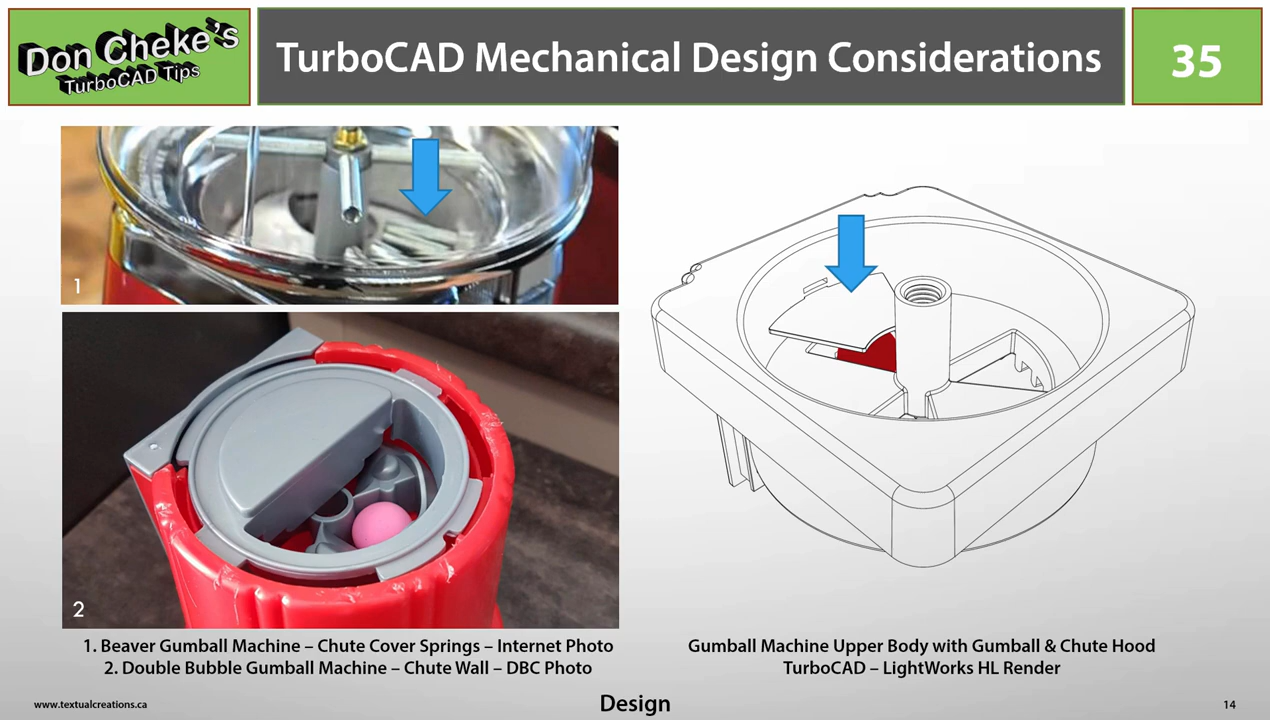 Don Cheke's
TurboCAD Tips
TurboCAD Mechanical Design Considerations
35
1
2
1. Beaver Gumball Machine – Chute Cover Springs – Internet Photo
2. Double Bubble Gumball Machine – Chute Wall – DBC Photo
Gumball Machine Upper Body with Gumball & Chute Hood
TurboCAD – LightWorks HL Render
www.textualcreations.ca
Design
14